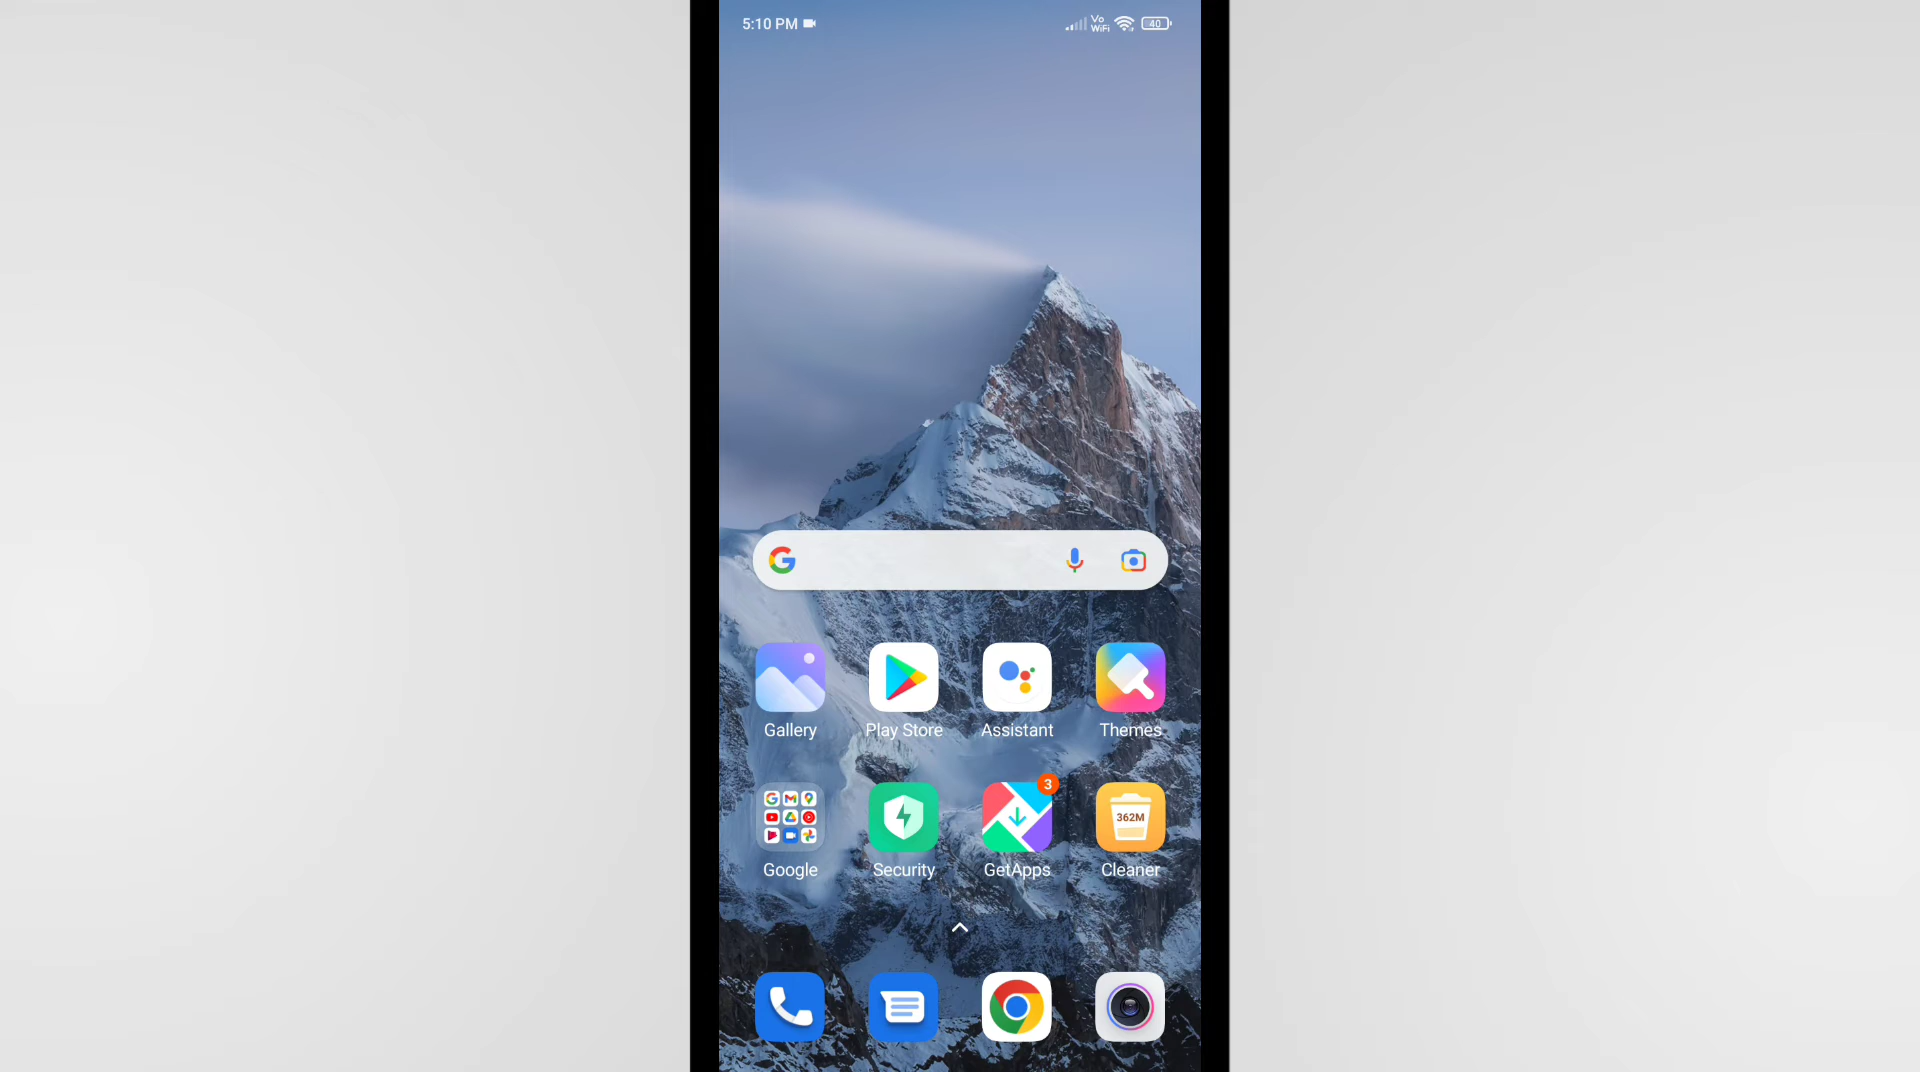 5:10 PM
Vo
WiFi
40
Gallery
Play Store
Assistant
Themes
3
362M
Google
Security
GetApps
Cleaner